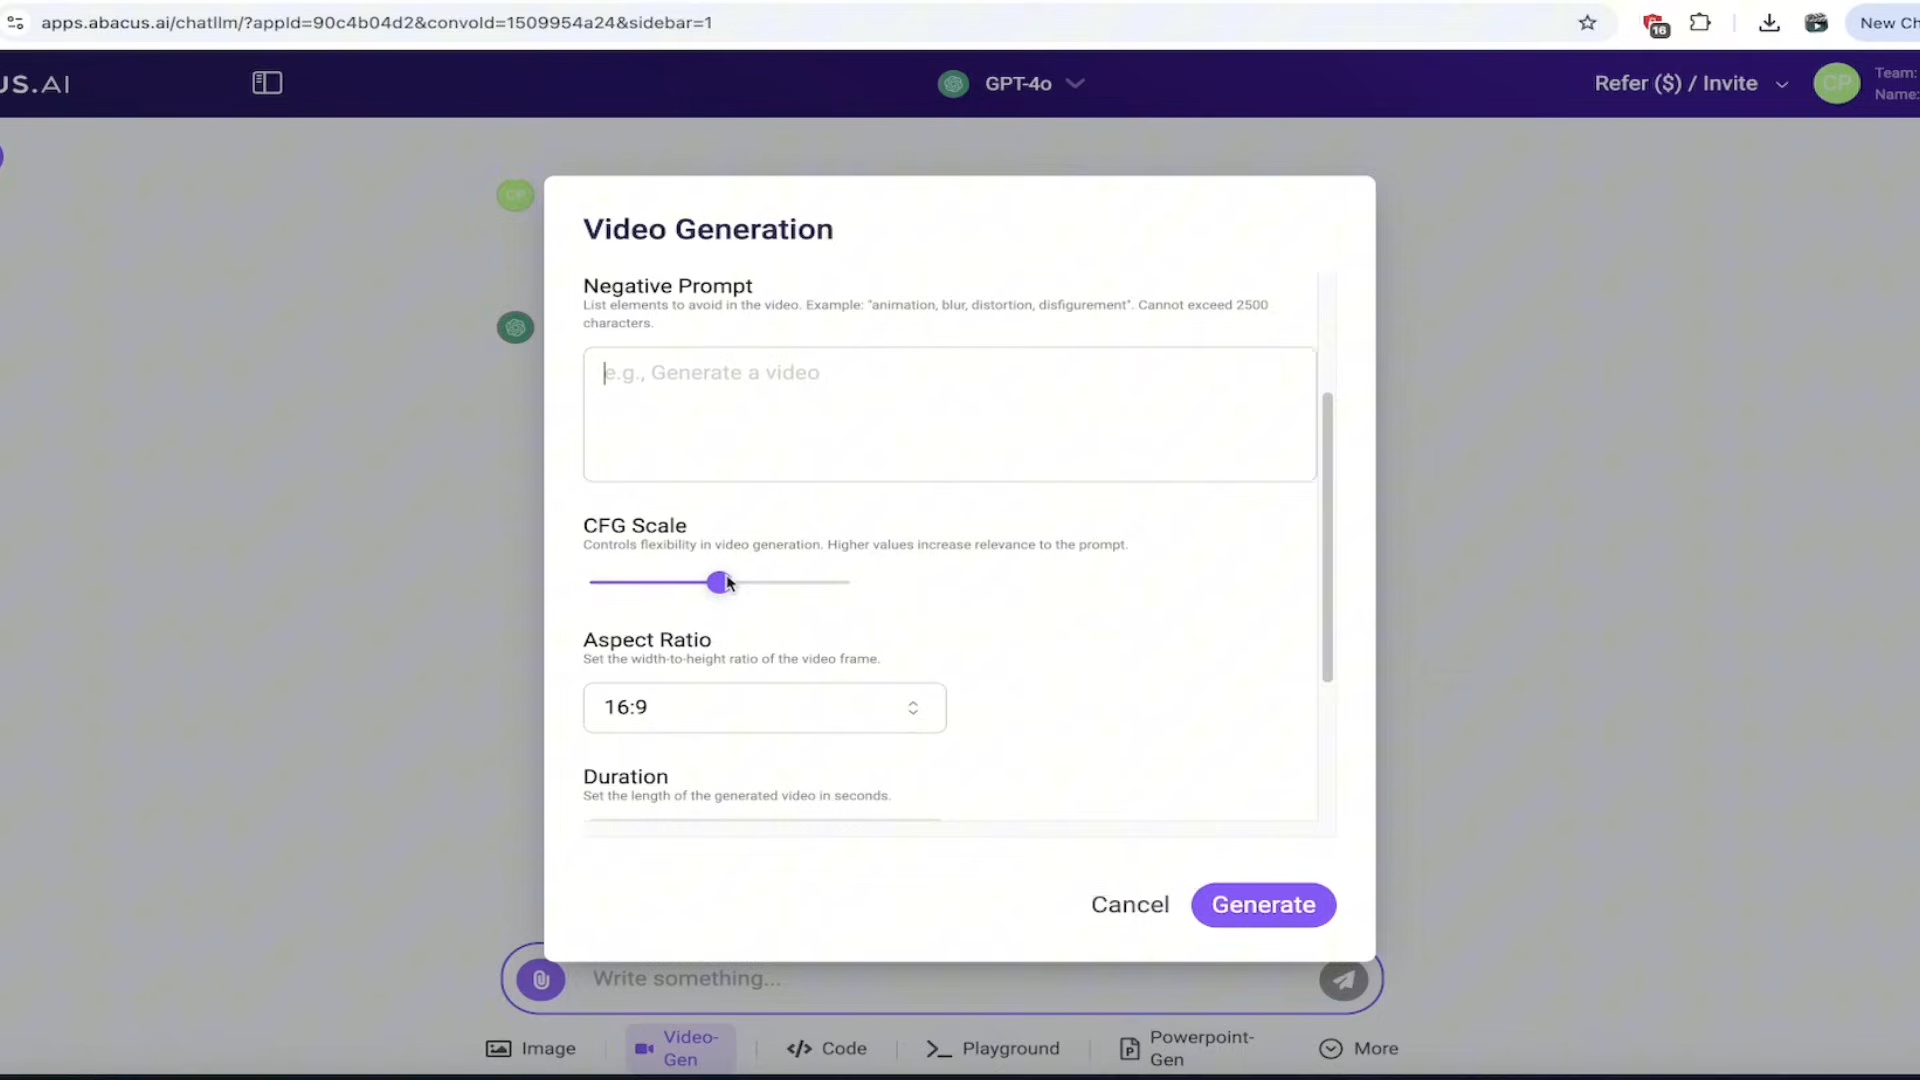 apps.abacus.ai/chatllm/?appId=90c4b04d2&convoId=1509954a24&sidebar=1
16
New Ch
US.AI
GPT-4o
Refer ($) / Invite
CP
Team:
Name:
CP
Video Generation
Negative Prompt
List elements to avoid in the video. Example: "animation, blur, distortion, disfigurement". Cannot exceed 2500
characters.
e.g., Generate a video
CFG Scale
Controls flexibility in video generation. Higher values increase relevance to the prompt.
Aspect Ratio
Set the width-to-height ratio of the video frame.
16:9
Duration
Set the length of the generated video in seconds.
Cancel
Generate
Write something...
Image
Video-
Gen
Code
Playground
Powerpoint-
Gen
More